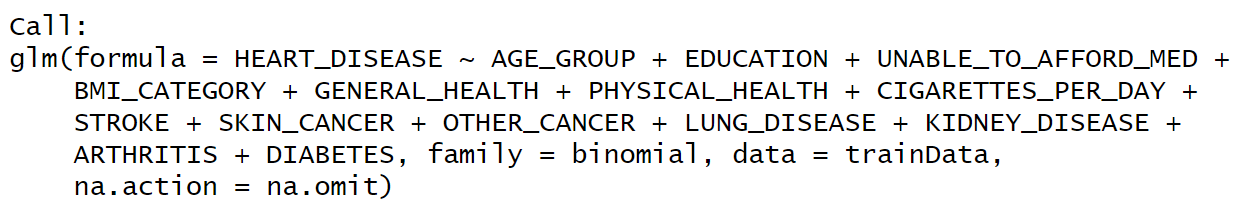 Call:
glm(formula = HEART_DISEASE ~ AGE_GROUP + EDUCATION + UNABLE_TO_AFFORD_MED +
    BMI_CATEGORY + GENERAL_HEALTH + PHYSICAL_HEALTH + CIGARETTES_PER_DAY +
    STROKE + SKIN_CANCER + OTHER_CANCER + LUNG_DISEASE + KIDNEY_DISEASE +
    ARTHRITIS + DIABETES, family = binomial, data = trainData,
    na.action = na.omit)